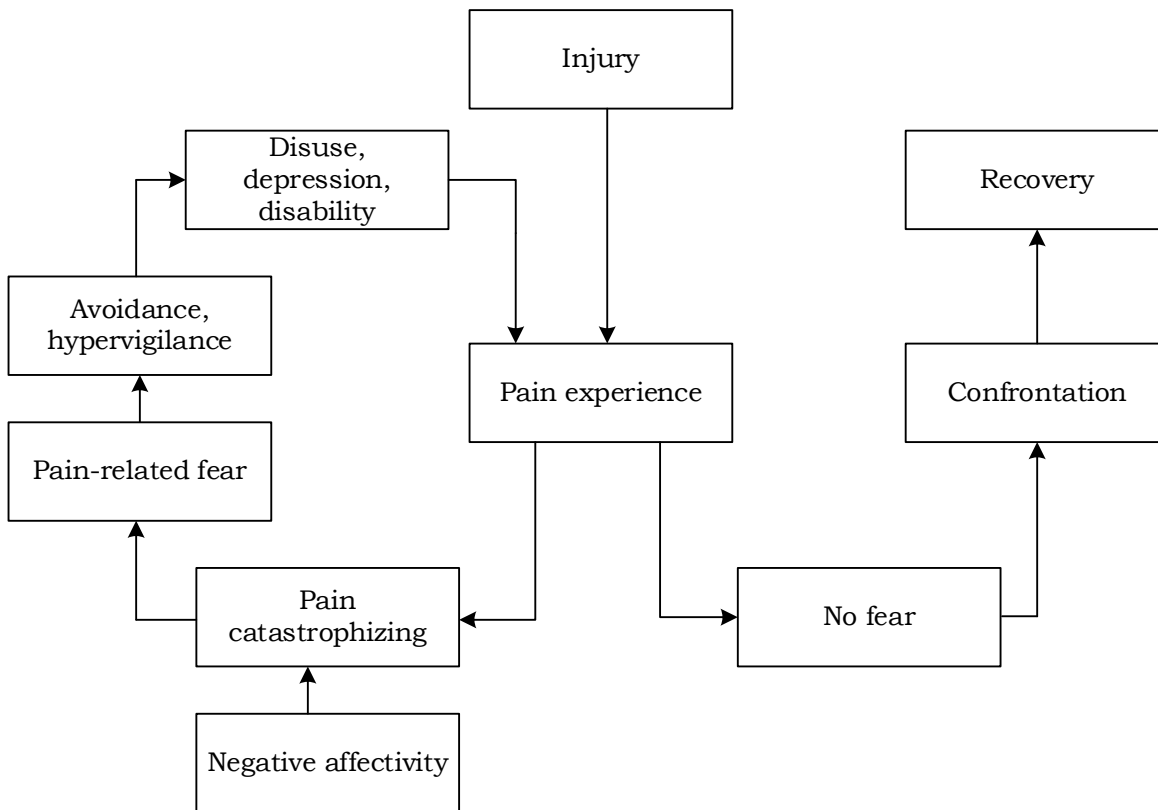 Injury
Disuse,
depression,
disability
Recovery
Avoidance,
hypervigilance
Pain experience
Confrontation
Pain-related fear
Pain
catastrophizing
No fear
Negative affectivity